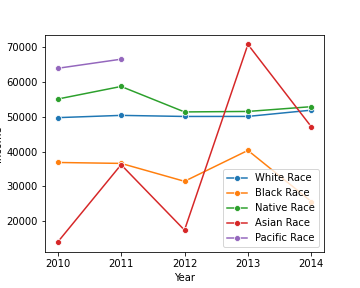 70000
60000
50000
40000
30000
20000
2010
2011
2012
2013
2014
Year
White Race
Black Race
Native Race
Asian Race
Pacific Race